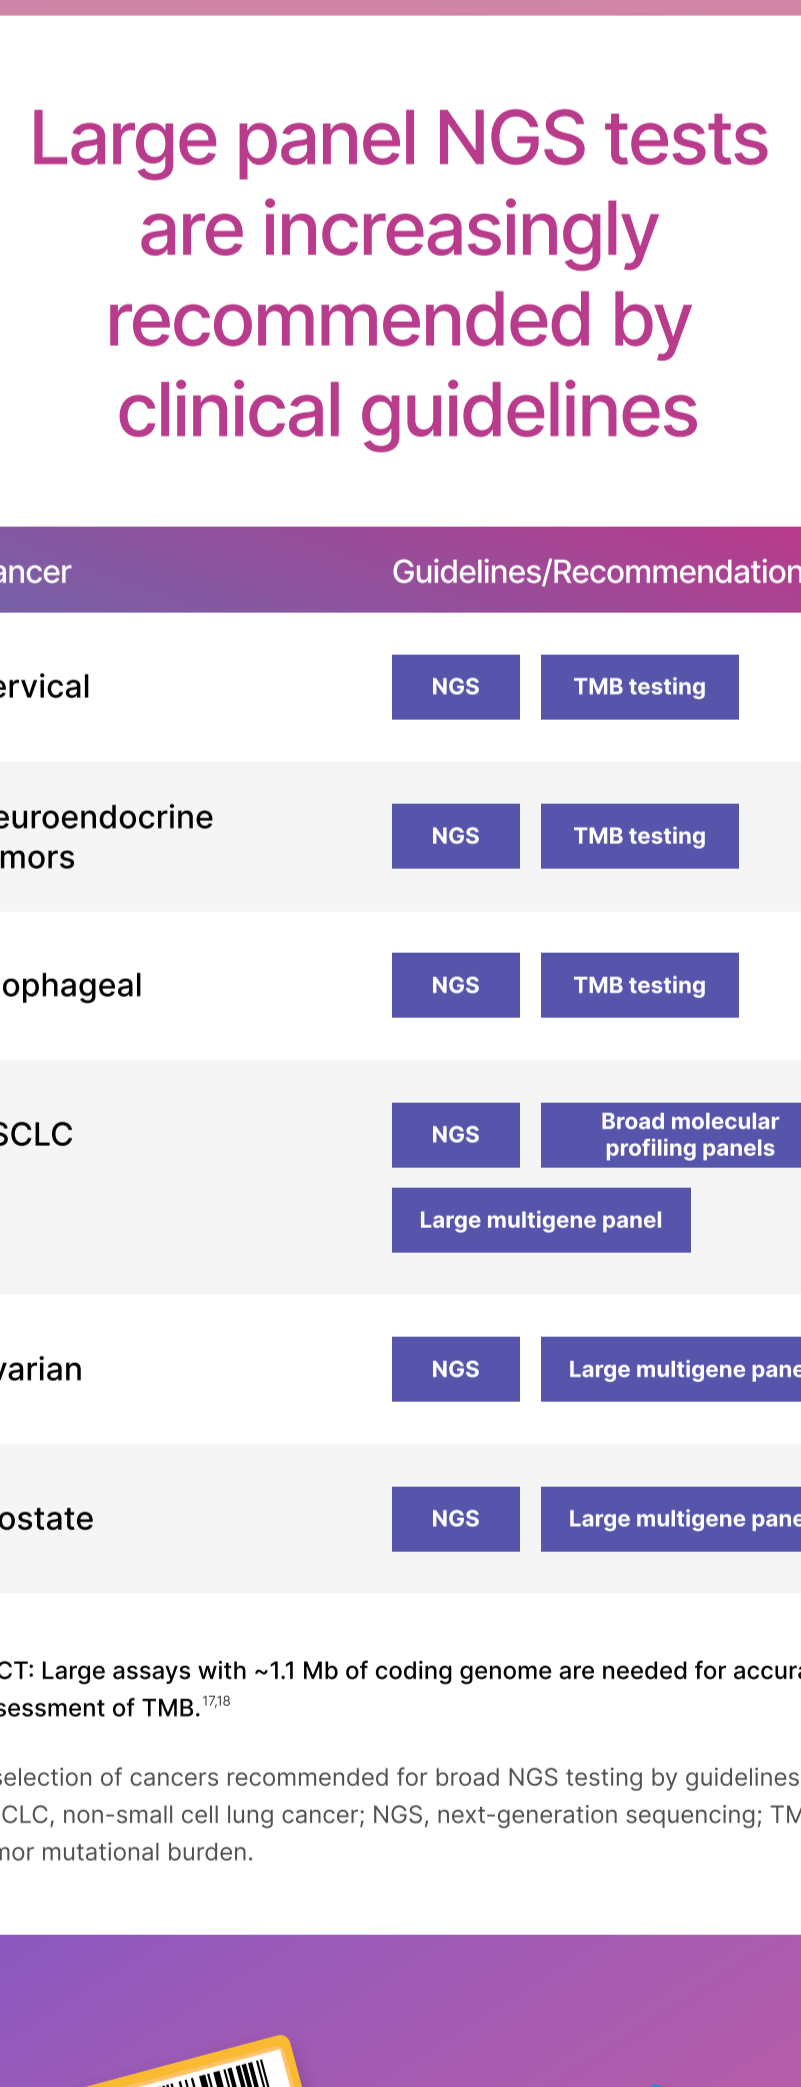 Large panel NGS tests
are increasingly
recommended by
clinical guidelines
ancer Guidelines/Recommendation
ervical NGS TMB testing
euroendocrine
mors
NGS TMB testing
ophageal NGS TMB testing
SCLC NGS Broad molecular
profiling panels
Large multigene panel
varian NGS Large multigene pane
ostate NGS Large multigene pane
CT: Large assays with ~1.1 Mb of coding genome are needed for accura
sessment of TMB.17,18
selection of cancers recommended for broad NGS testing by guidelines
CLC, non-small cell lung cancer; NGS, next-generation sequencing; TM
mor mutational burden.